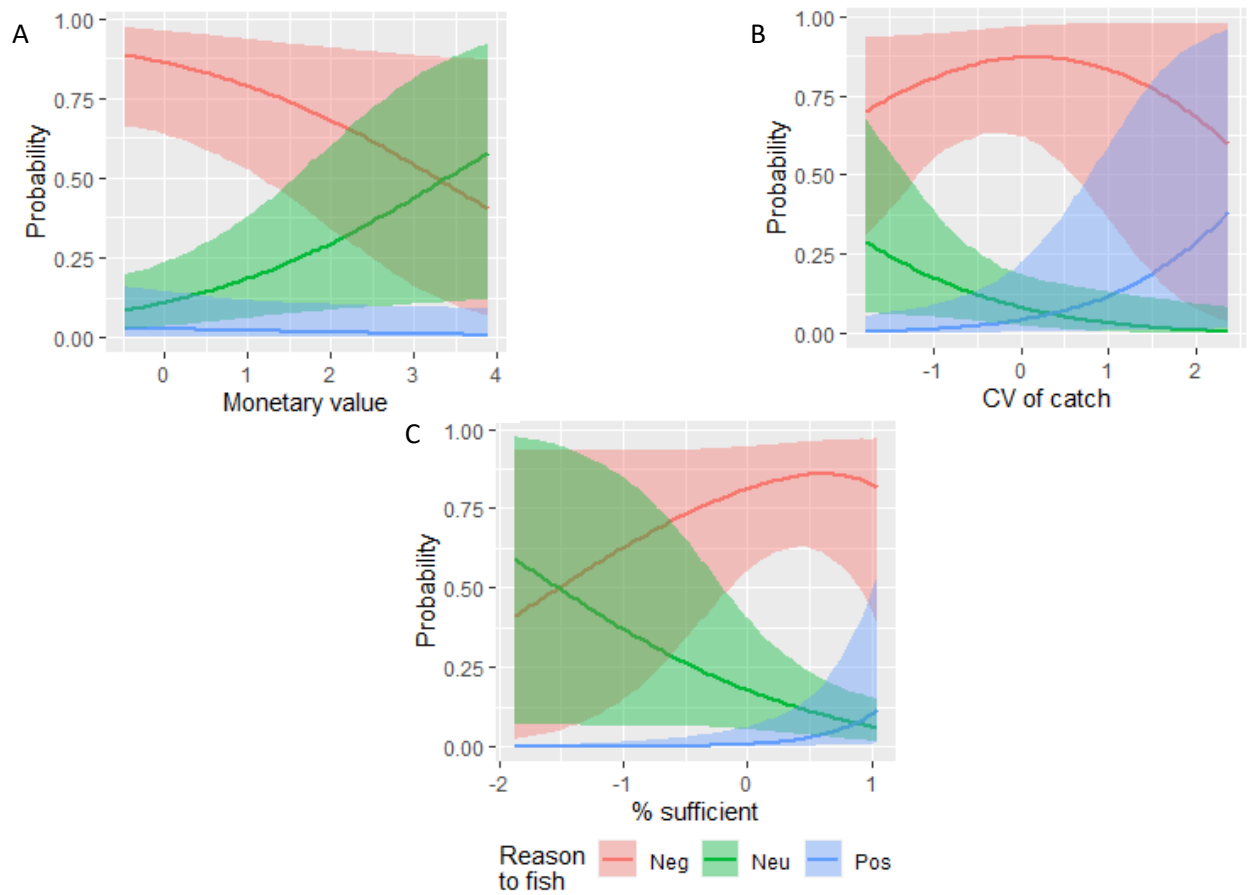 A
Probability
1.00
0.75
0.50
0.25
0.00
0 1 2 3 4
Monetary value
B
Probability
1.00
0.75
0.50
0.25
0.00
-1 0 1 2
CV of catch
C
Probability
1.00
0.75
0.50
0.25
0.00
-2 -1 0 1
% sufficient
Reason
to fish
Neg Neu Pos